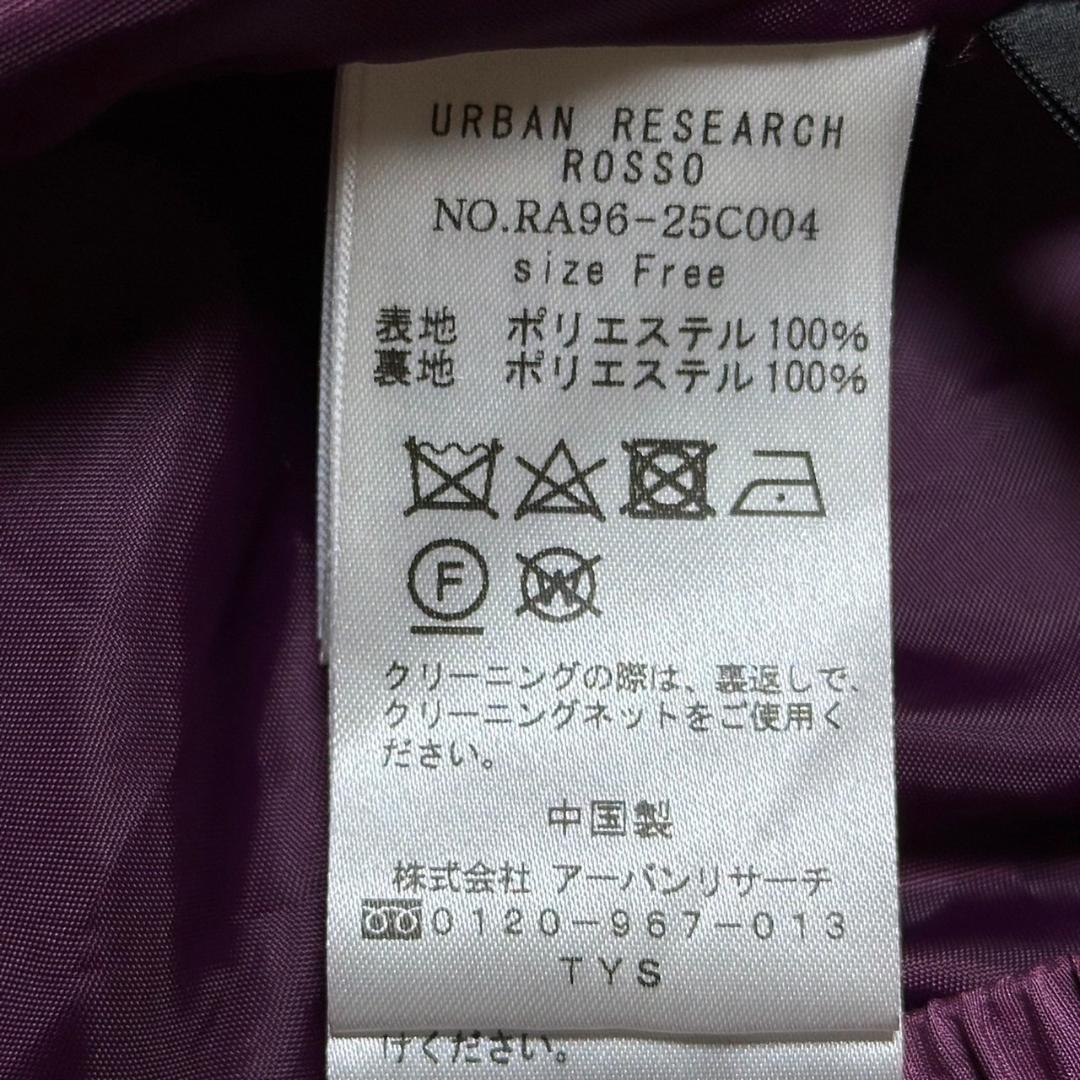 URBAN RESEARCH
ROSSO
NO.RA96-25C004
size Free
表地 ポリエステル100%
裏地 ポリエステル100%
F
W
クリーニングの際は、裏返しで、
クリーニングネットをご使用く
ださい。
中国製
株式会社 アーバンリサーチ
0120-967-013
TYS
けください。